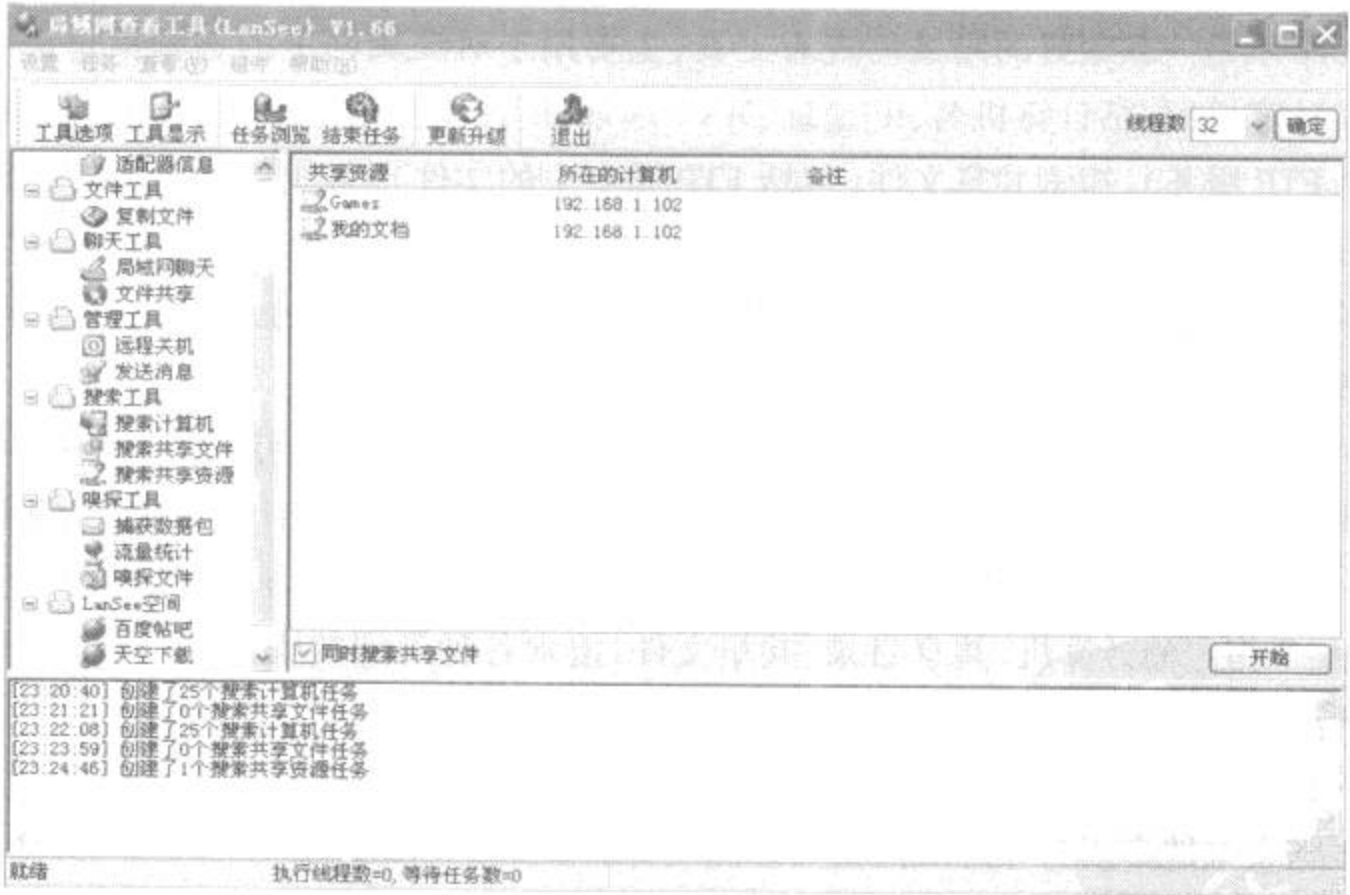 局域网查看工具(LanSee) V1.66
设置 任务 查看(V) 组件 帮助(H)
工具选项 工具显示 任务浏览 结束任务 更新升级 退出 线程数 32 确定
适配器信息
文件工具
复制文件
聊天工具
局域网聊天
文件共享
管理工具
远程关机
发送消息
搜索工具
搜索计算机
搜索共享文件
搜索共享资源
嗅探工具
捕获数据包
流量统计
嗅探文件
LanSee空间
百度帖吧
天空下载
共享资源 所在的计算机 备注
Games 192.168.1.102
我的文档 192.168.1.102
同时搜索共享文件 开始
[23:20:40] 创建了25个搜索计算机任务
[23:21:21] 创建了0个搜索共享文件任务
[23:22:08] 创建了25个搜索计算机任务
[23:23:59] 创建了0个搜索共享文件任务
[23:24:46] 创建了1个搜索共享资源任务
就绪 执行线程数=0, 等待任务数=0